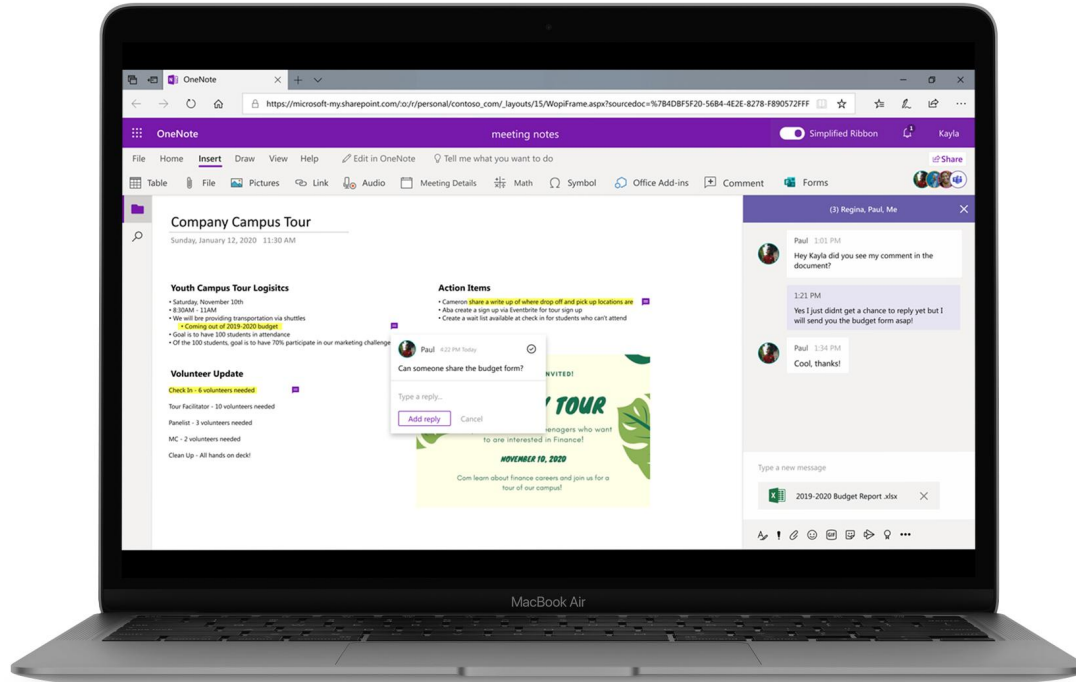 OneNote
https://microsoft-my.sharepoint.com/:o:/r/personal/contoso_com/_layouts/15/WopiFrame.aspx?sourcedoc=%7B4DBF5F20-56B4-4E2E-8278-F890572FFF
OneNote
meeting notes
Simplified Ribbon
1
Kayla
File Home Insert Draw View Help Edit in OneNote Tell me what you want to do
Share
Table File Pictures Link Audio Meeting Details Math Symbol Office Add-ins Comment Forms
Company Campus Tour
Sunday, January 12, 2020 11:30 AM
Youth Campus Tour Logisitcs
• Saturday, November 10th
• 8:30AM - 11AM
• We will bre providing transportation via shuttles
• Coming out of 2019-2020 budget
• Goal is to have 100 students in attendance
• Of the 100 students, goal is to have 70% participate in our marketing challenge
Volunteer Update
Check In - 6 volunteers needed
Tour Facilitator - 10 volunteers needed
Panelist - 3 volunteers needed
MC - 2 volunteers needed
Clean Up - All hands on deck!
Action Items
• Cameron share a write up of where drop off and pick up locations are
• Aba create a sign up via Eventbrite for tour sign up
• Create a wait list available at check in for students who can't attend
Paul 4:22 PM Today
Can someone share the budget form?
Type a reply...
Add reply Cancel
NVITED!
TOUR
enagers who want
to are interested in Finance!
NOVEMBER 10, 2020
Com learn about finance careers and join us for a
tour of our campus!
(3) Regina, Paul, Me
Paul 1:01 PM
Hey Kayla did you see my comment in the
document?
1:21 PM
Yes I just didnt get a chance to reply yet but I
will send you the budget form asap!
Paul 1:34 PM
Cool, thanks!
Type a new message
2019-2020 Budget Report .xlsx
GIF
MacBook Air